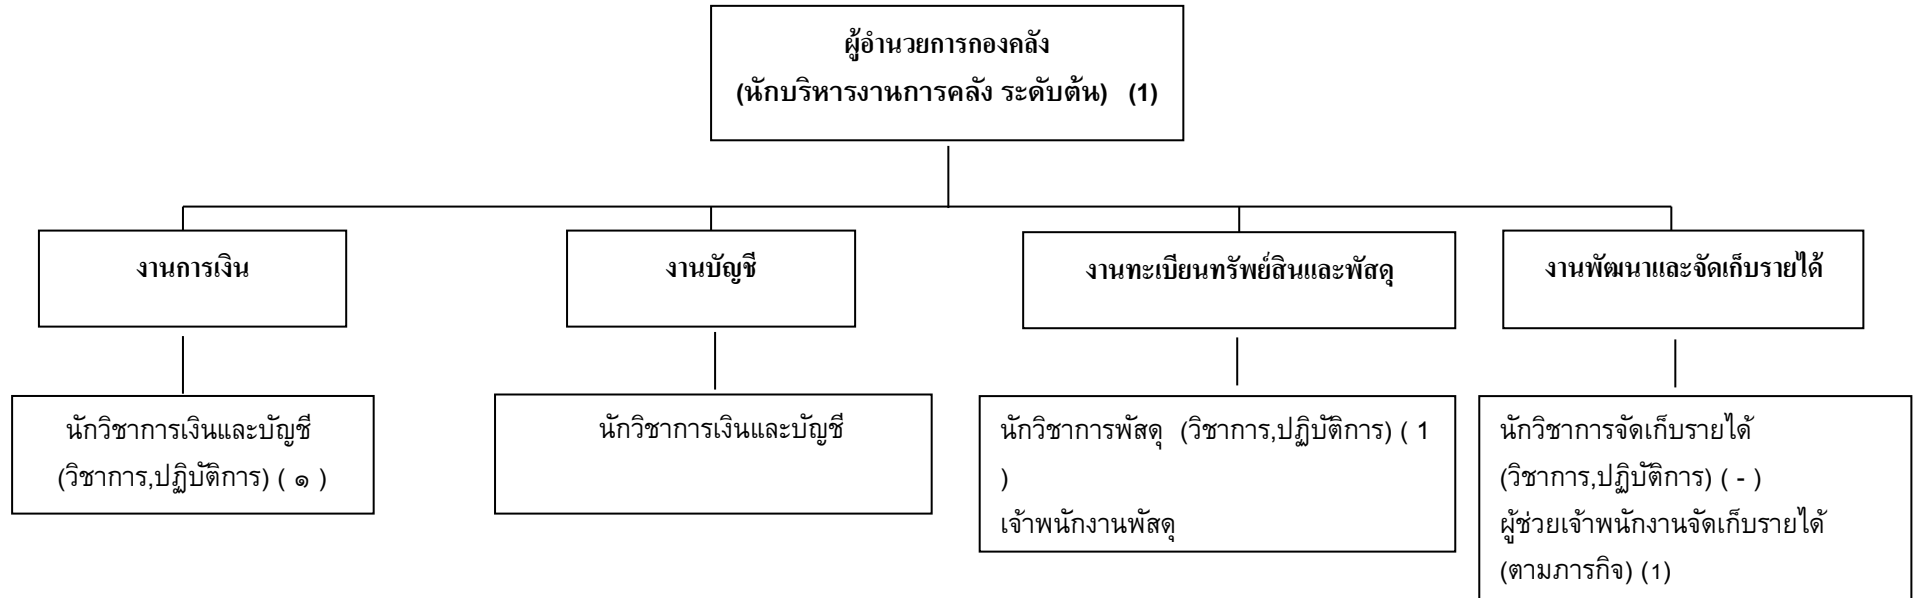 ผู้อำนวยการกองคลัง
(นักบริหารงานการคลัง ระดับต้น) (1)
งานการเงิน
งานบัญชี
งานทะเบียนทรัพย์สินและพัสดุ
งานพัฒนาและจัดเก็บรายได้
นักวิชาการเงินและบัญชี
(วิชาการ,ปฏิบัติการ) ( ๑ )
นักวิชาการเงินและบัญชี
นักวิชาการพัสดุ (วิชาการ,ปฏิบัติการ) ( 1
)
เจ้าพนักงานพัสดุ
นักวิชาการจัดเก็บรายได้
(วิชาการ,ปฏิบัติการ) ( - )
ผู้ช่วยเจ้าพนักงานจัดเก็บรายได้
(ตามภารกิจ) (1)